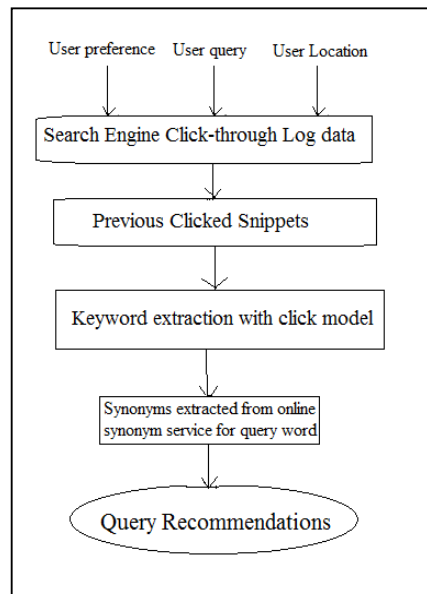 User preference User query User Location
Search Engine Click-through Log data
Previous Clicked Snippets
Keyword extraction with click model
Synonyms extracted from online
synonym service for query word
Query Recommendations